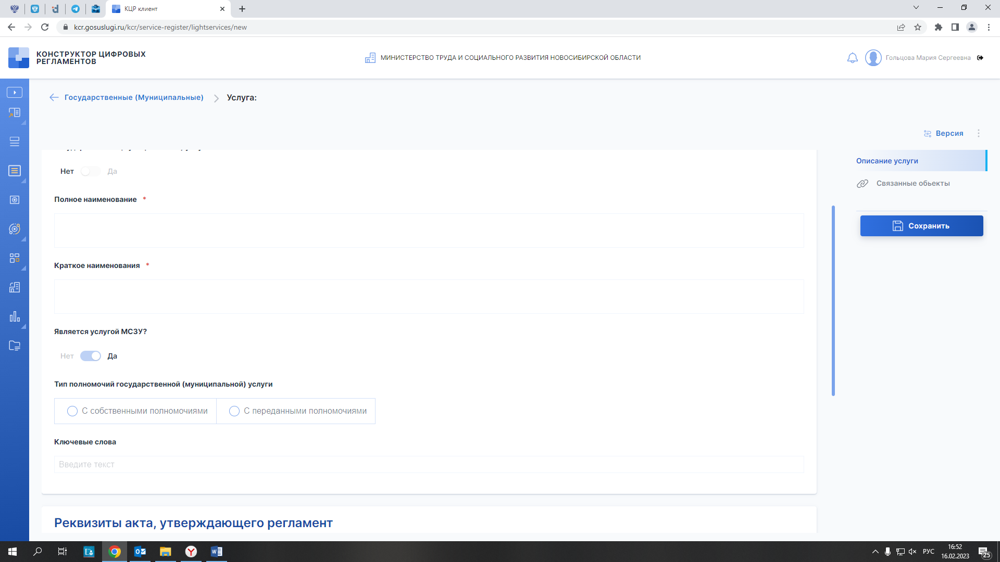 КЦР клиент
kcr.gosuslugi.ru/kcr/service-register/lightservices/new
КОНСТРУКТОР ЦИФРОВЫХ
РЕГЛАМЕНТОВ
МИНИСТЕРСТВО ТРУДА И СОЦИАЛЬНОГО РАЗВИТИЯ НОВОСИБИРСКОЙ ОБЛАСТИ
Гольцова Мария Сергеевна
Государственные (Муниципальные)
Услуга:
Версия
Описание услуги
Связанные обьекты
Сохранить
Нет Да
Полное наименование *
Краткое наименования *
Является услугой МСЗУ?
Нет Да
Тип полномочий государственной (муниципальной) услуги
С собственными полномочиями
С переданными полномочиями
Ключевые слова
Введите текст
Реквизиты акта, утверждающего регламент
РУС
16:52
16.02.2023
25